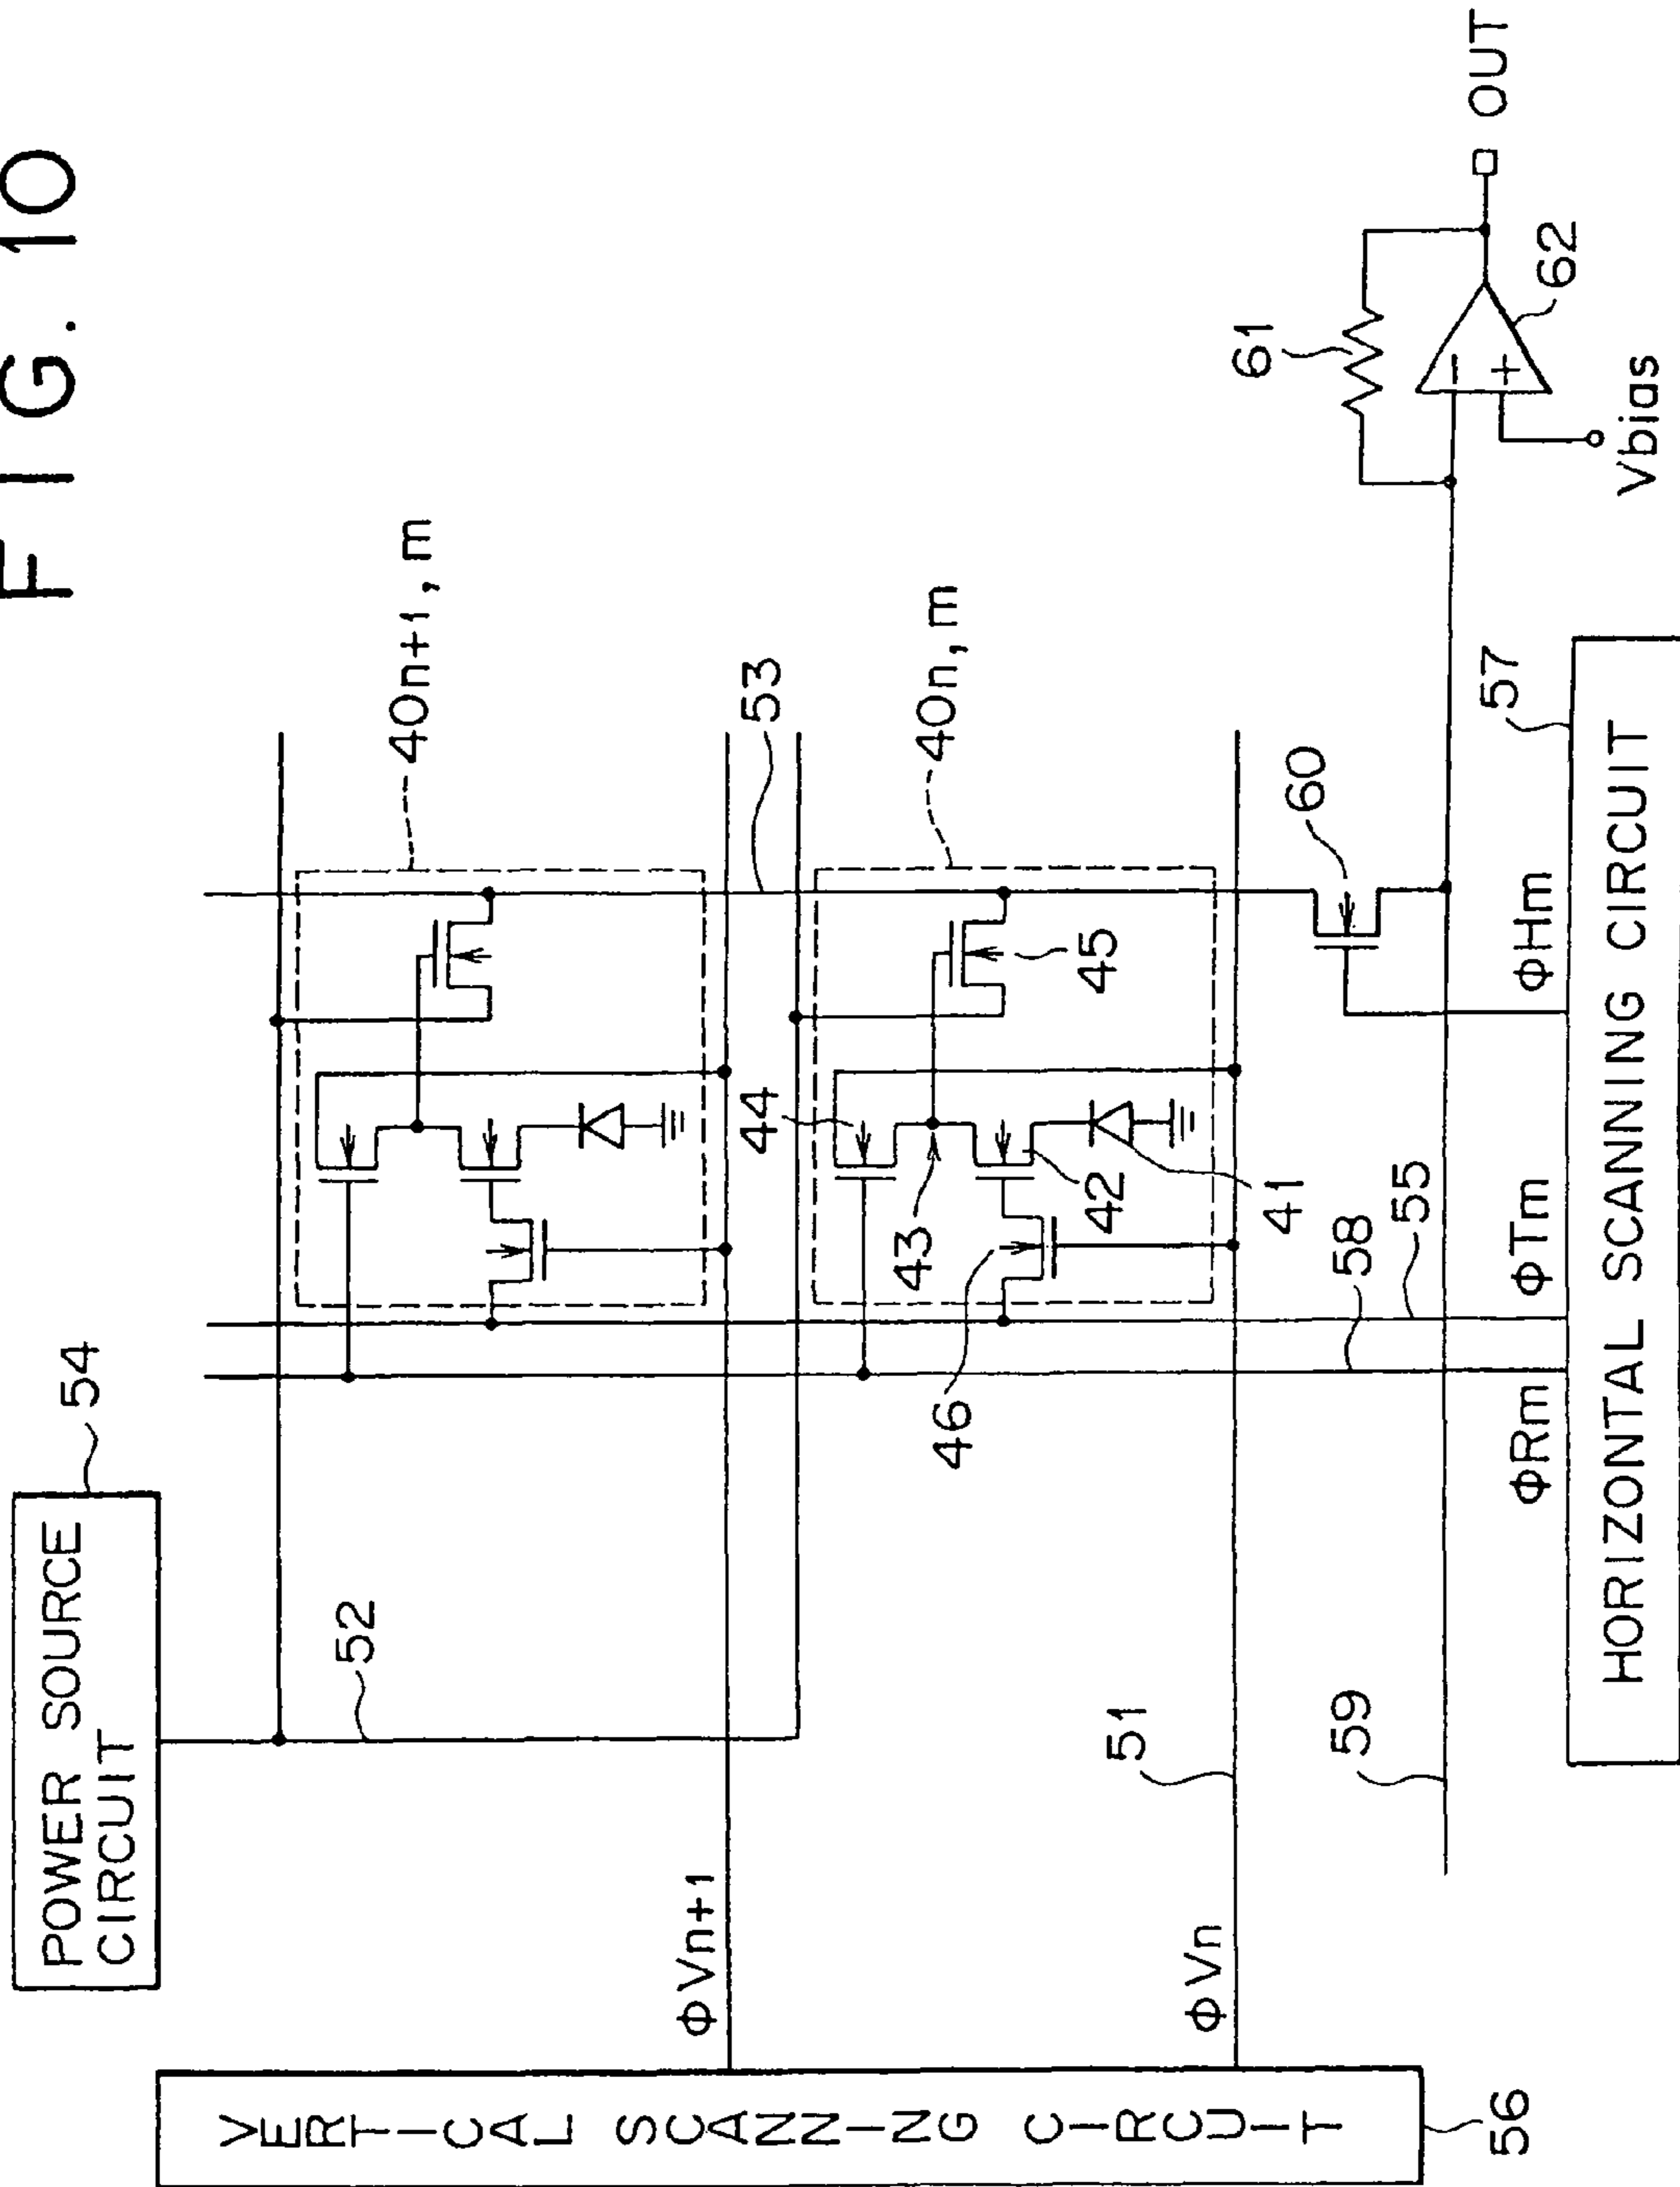 FIG. 10
POWER SOURCE
CIRCUIT
54
52
40n+1, m
53
44
43
40n, m
45
46
42
41
58
55
60
61
62
Vbias
OUT
VERTICAL SCANNING CIRCUIT
56
ΦVn+1
ΦVn
51
59
ΦRm
ΦTm
ΦHm
57
HORIZONTAL SCANNING CIRCUIT